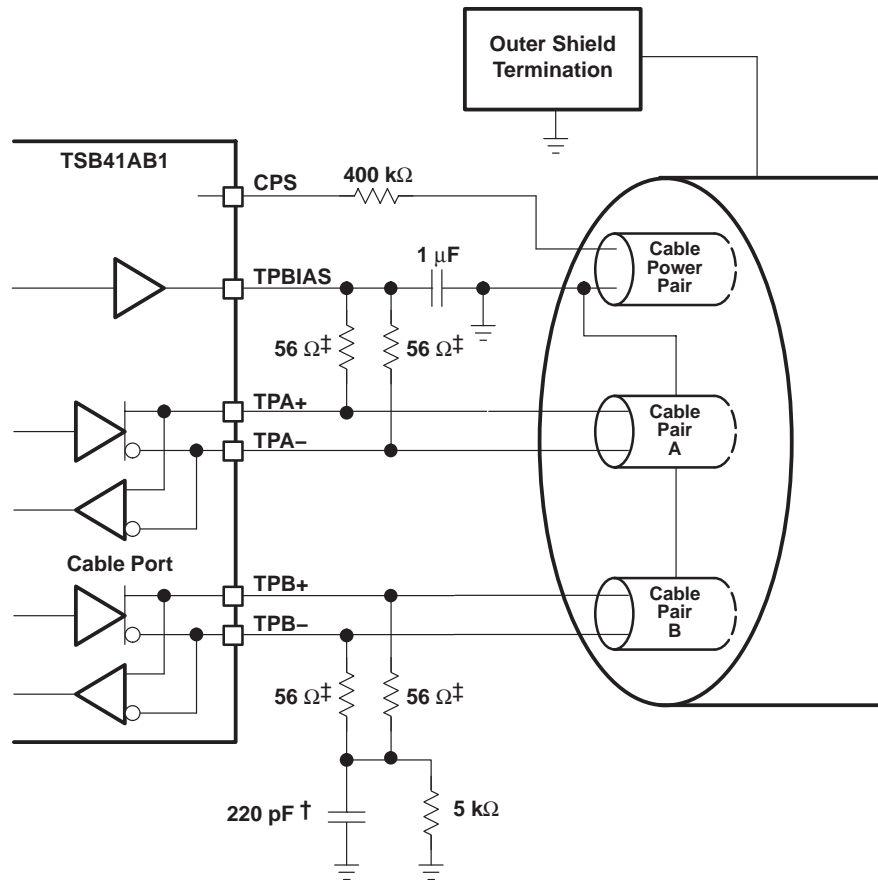 Outer Shield
Termination
TSB41AB1
CPS
400 kΩ
Cable
Power
Pair
TPBIAS
1 μF
56 Ω‡
56 Ω‡
TPA+
TPA−
Cable
Pair
A
Cable Port
TPB+
TPB−
Cable
Pair
B
56 Ω‡
56 Ω‡
220 pF †
5 kΩ